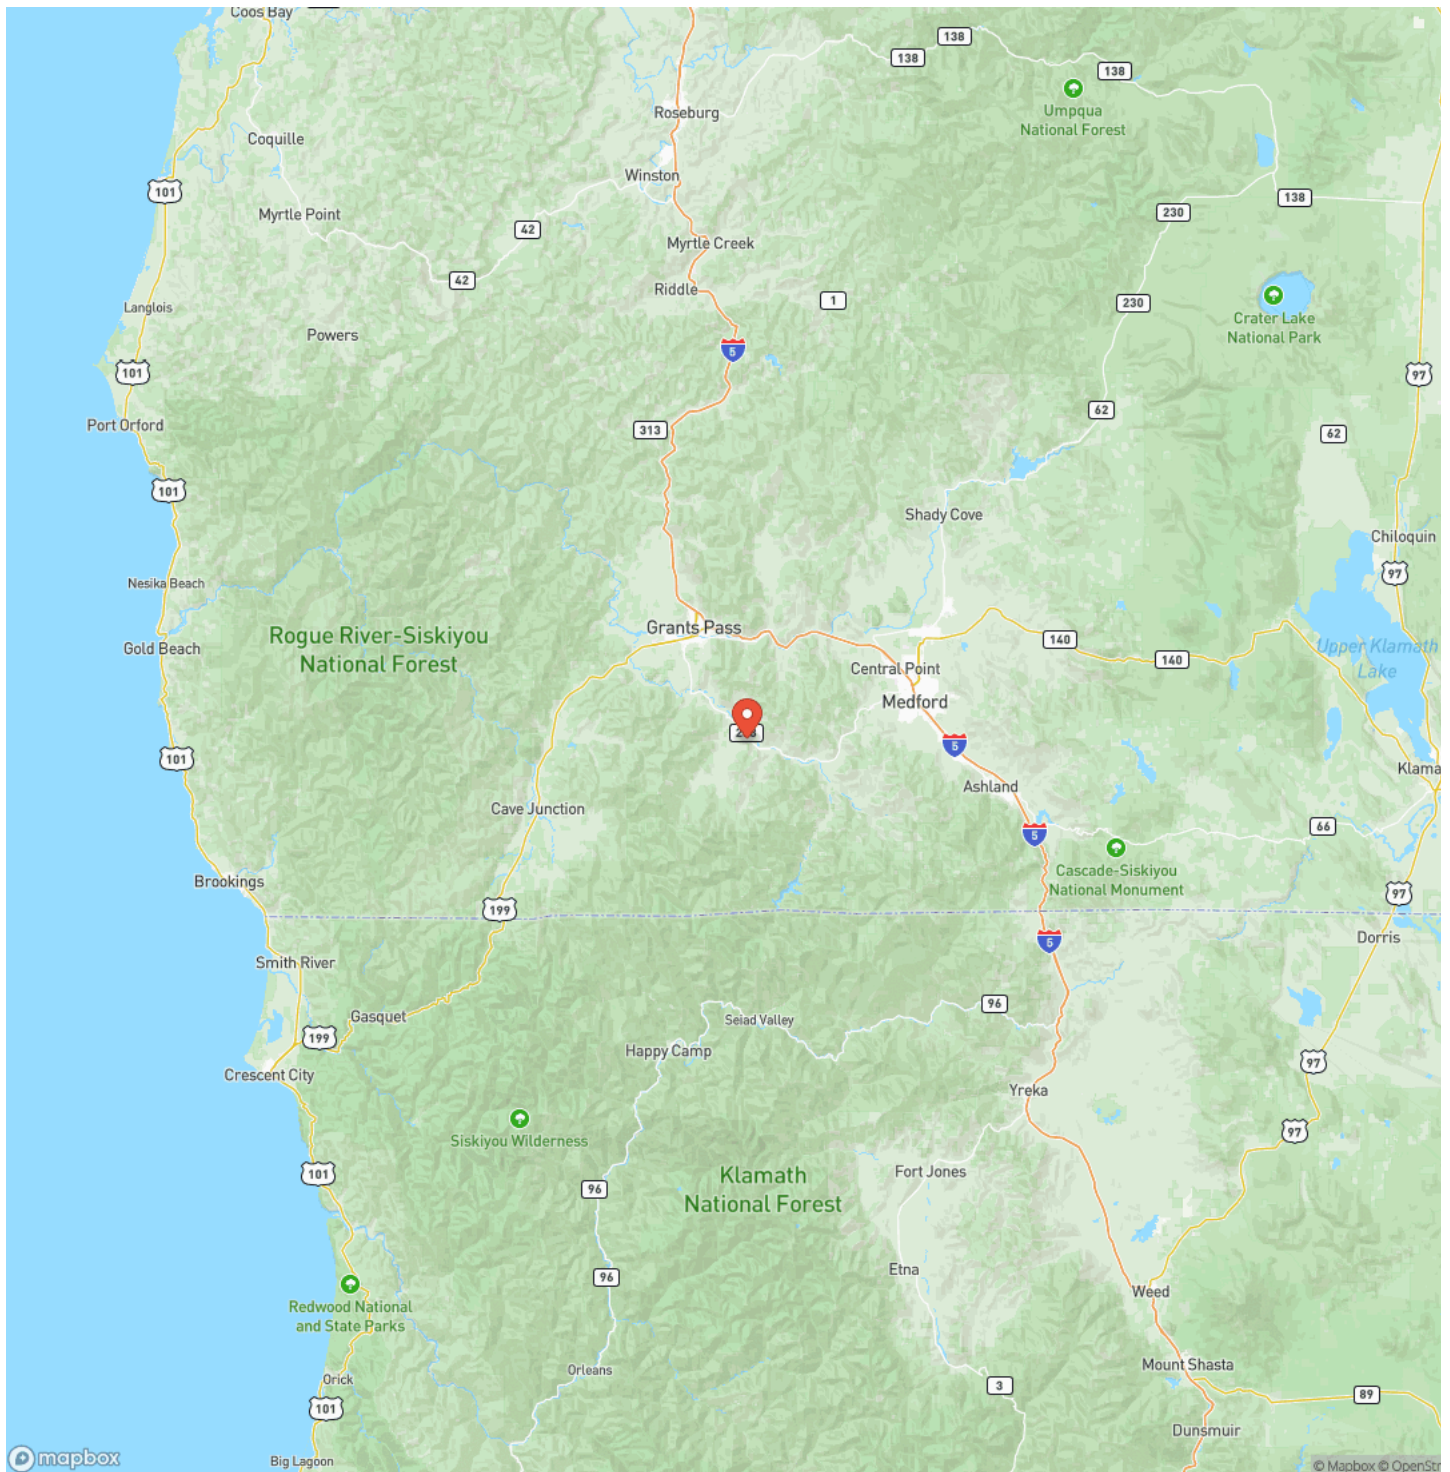 Coos Bay
138
138
138
Umpqua
National Forest
Roseburg
Coquille
Winston
101
138
230
Myrtle Point
42
Myrtle Creek
42
Riddle
1
230
Langlois
Crater Lake
National Park
Powers
5
101
97
62
Port Orford
313
62
101
Shady Cove
Chiloquin
97
Nesika Beach
Grants Pass
Rogue River-Siskiyou
National Forest
140
Gold Beach
Upper Klamath
Lake
140
Central Point
Medford
5
101
Klama
Ashland
Cave Junction
66
5
Cascade-Siskiyou
National Monument
Brookings
97
199
Dorris
5
Smith River
96
Gasquet
Seiad Valley
199
Happy Camp
97
Crescent City
Yreka
Siskiyou Wilderness
97
101
Fort Jones
Klamath
National Forest
96
Etna
96
Redwood National
and State Parks
Weed
Mount Shasta
Orleans
Orick
3
89
101
Dunsmuir
Big Lagoon
mapbox
© Mapbox © OpenStr